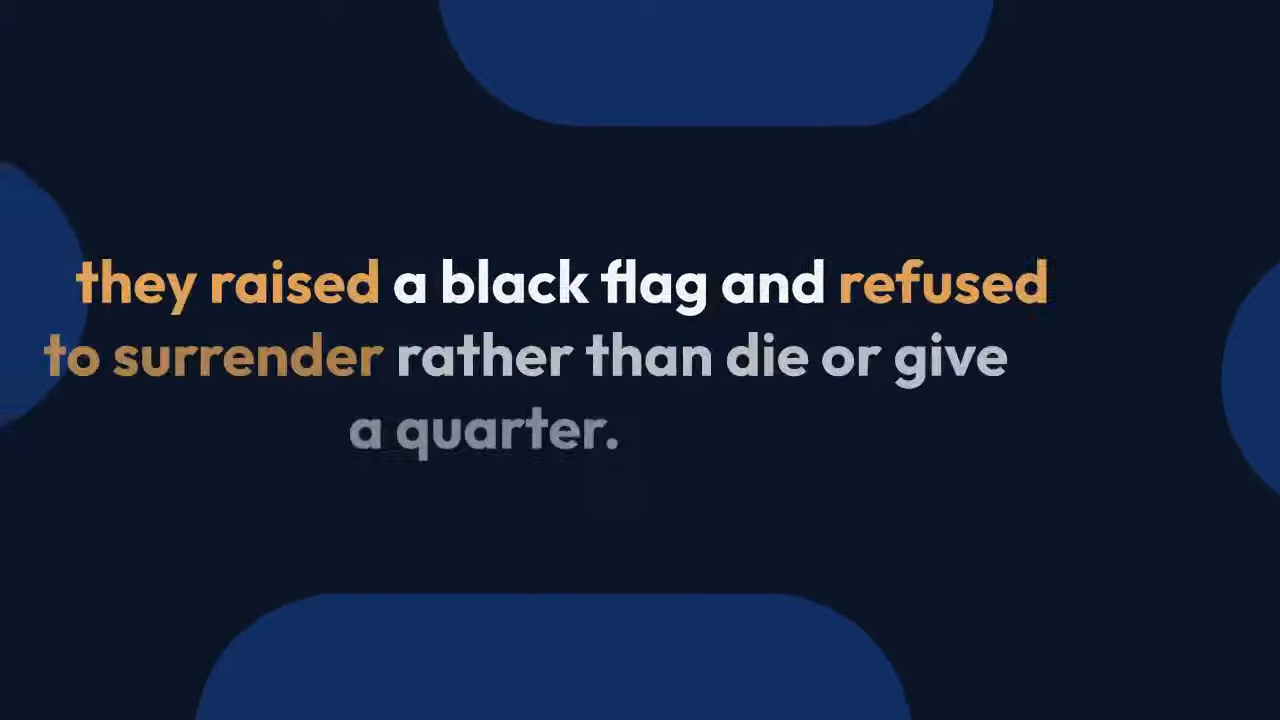 they raised a black flag and refused
to surrender rather than die or give
a quarter.